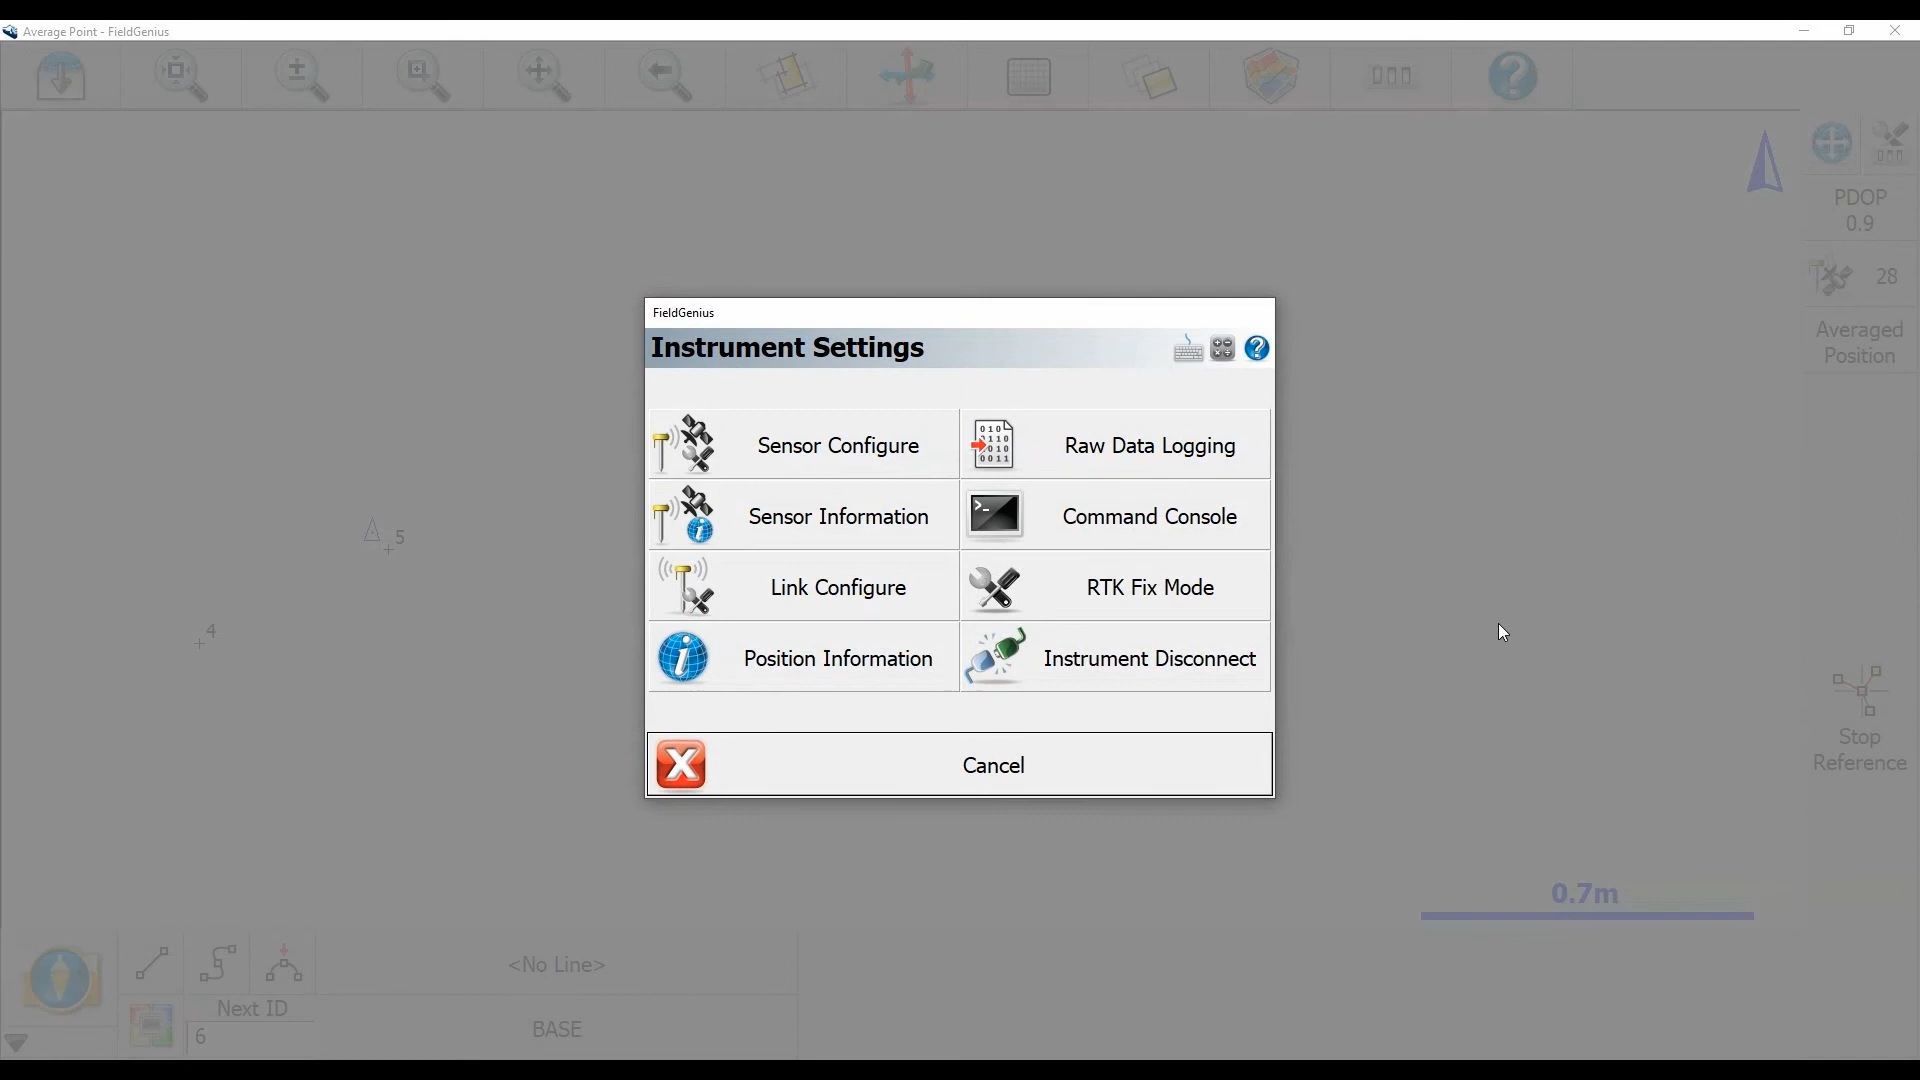 Average Point - FieldGenius
PDOP
0.9
28
Averaged
Position
FieldGenius
Instrument Settings
Sensor Configure
Raw Data Logging
Sensor Information
Command Console
Link Configure
RTK Fix Mode
Position Information
Instrument Disconnect
Cancel
5
4
Stop
Reference
0.7m
<No Line>
Next ID
6
BASE